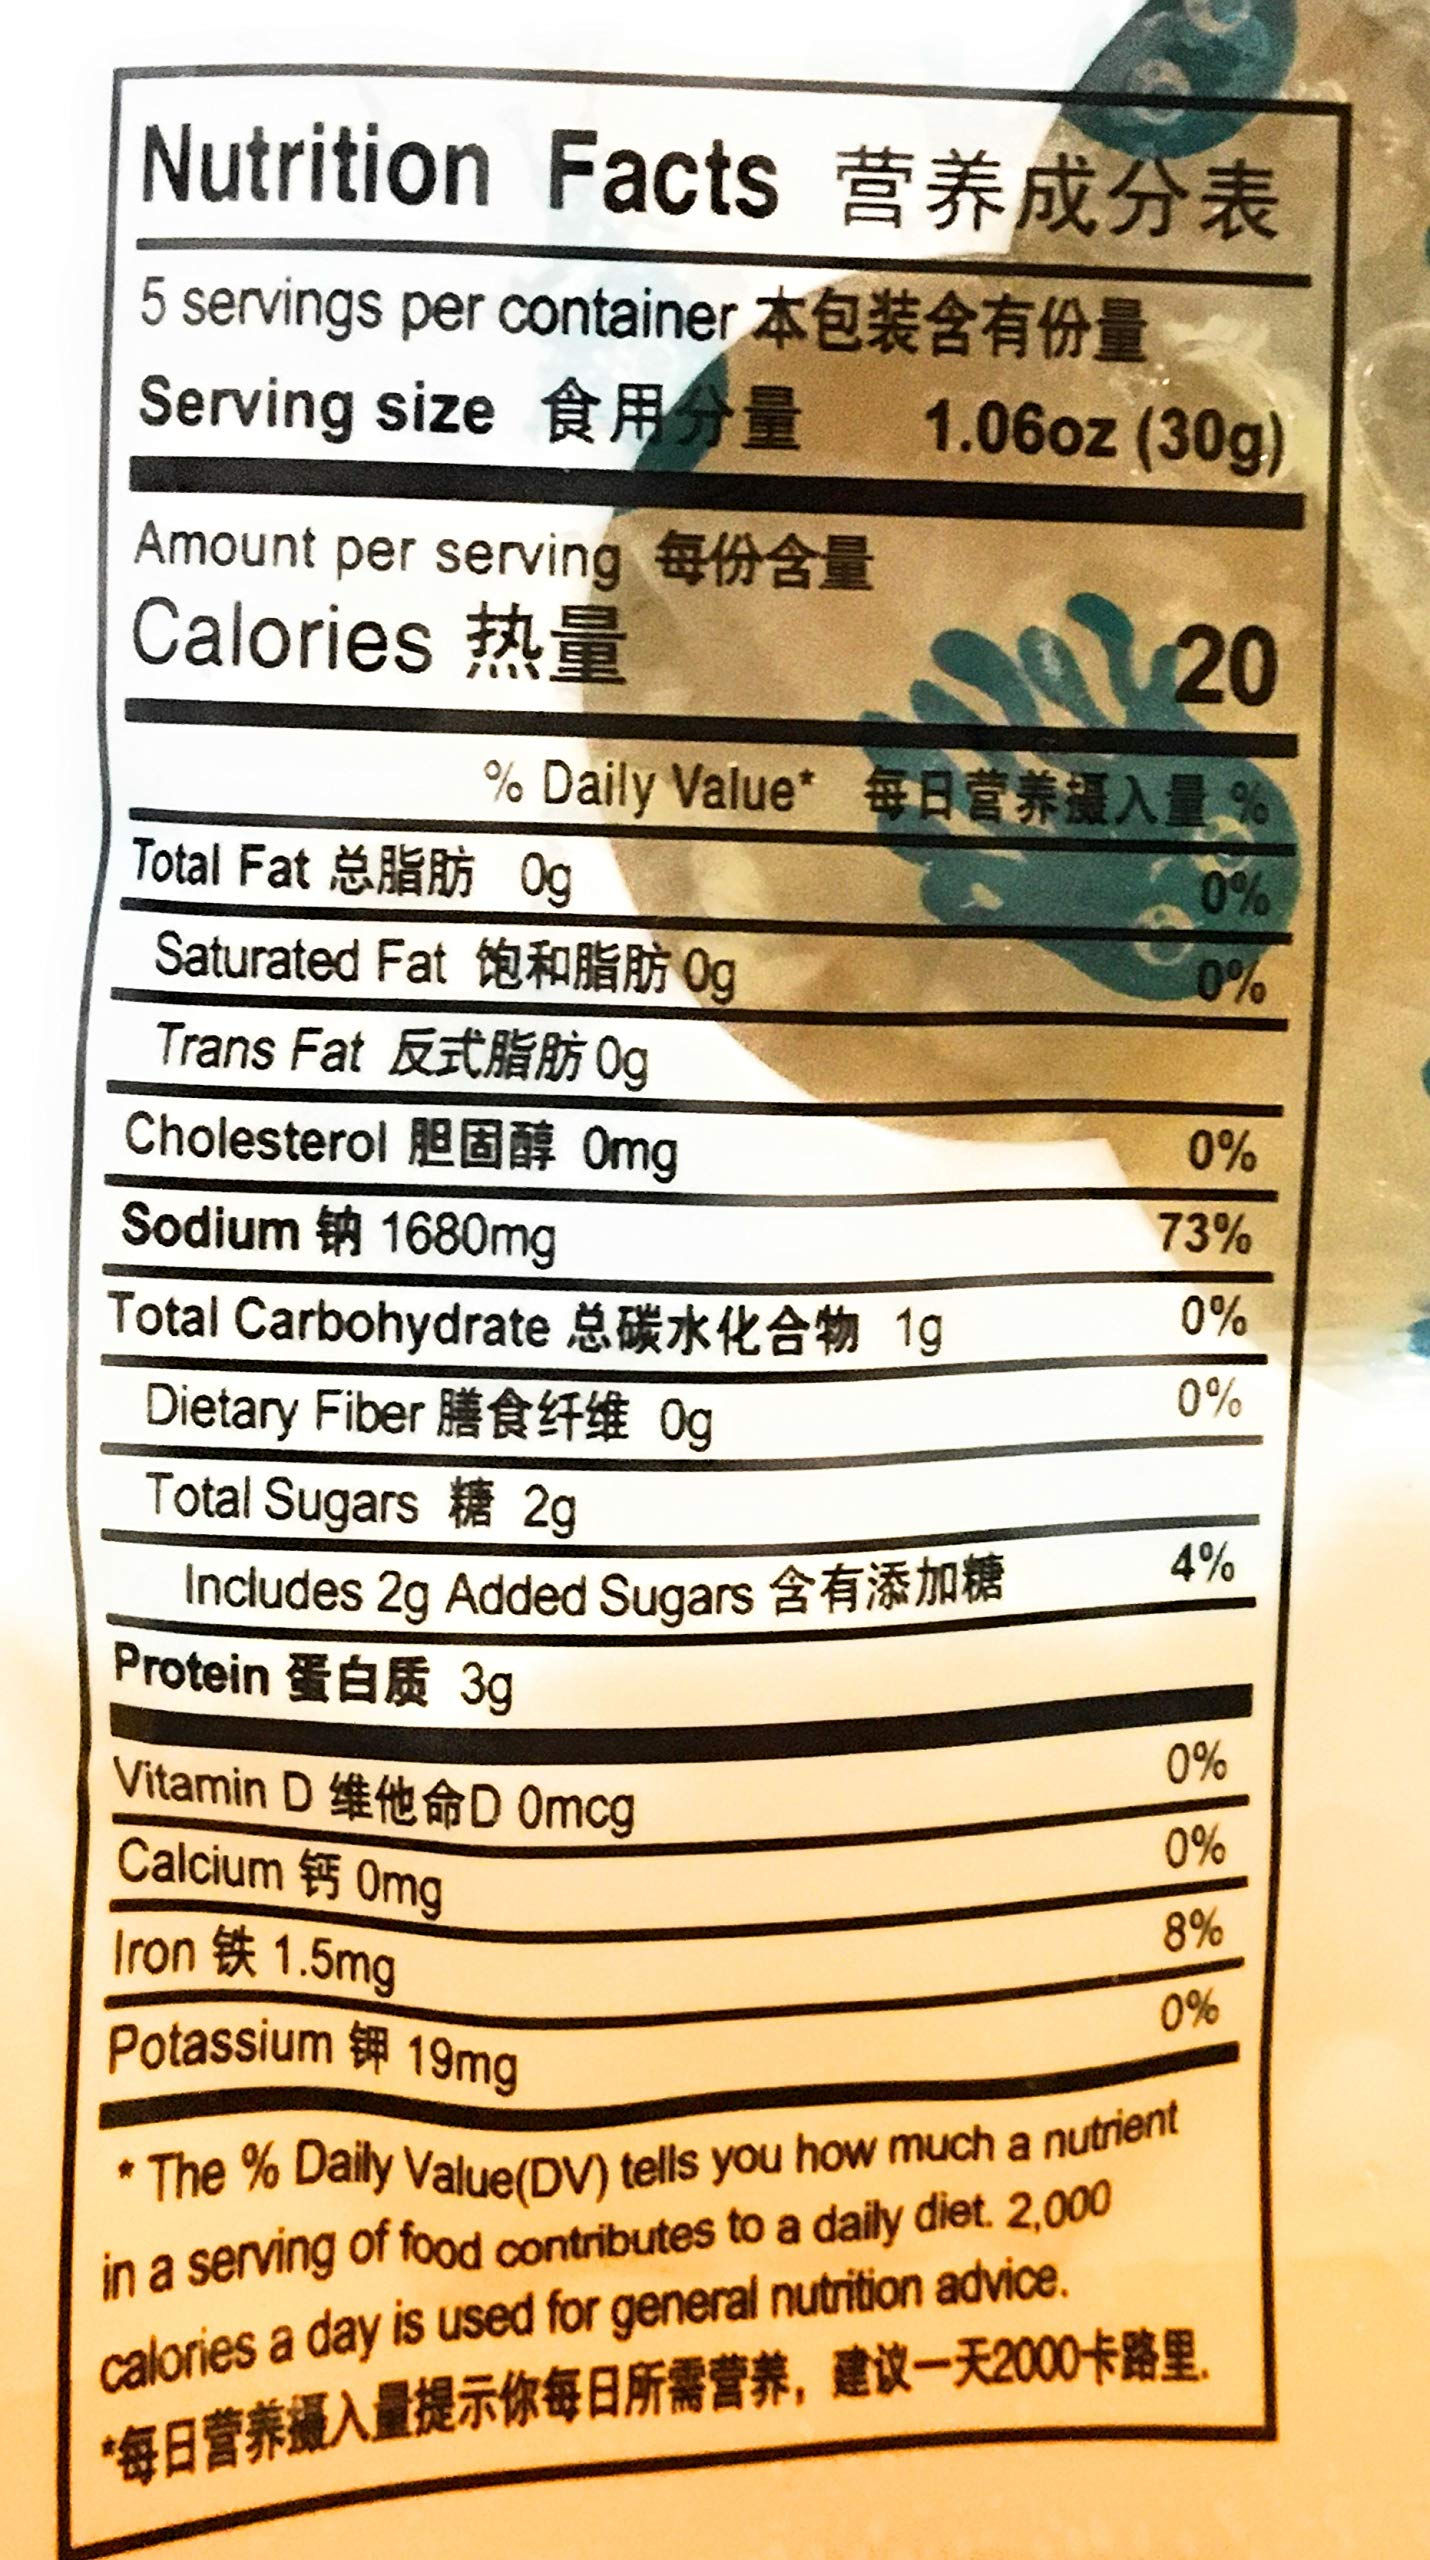 Nutrition Facts 营养成分表
5 servings per container 本包装含有份量
Serving size 食用分量 1.06oz (30g)
Amount per serving 每份含量
Calories 热量 20
% Daily Value* 每日营养摄入量 %
Total Fat 总脂肪 0g 0%
Saturated Fat 饱和脂肪 0g 0%
Trans Fat 反式脂肪 0g
Cholesterol 胆固醇 0mg 0%
Sodium 钠 1680mg 73%
Total Carbohydrate 总碳水化合物 1g 0%
Dietary Fiber 膳食纤维 0g 0%
Total Sugars 糖 2g
Includes 2g Added Sugars 含有添加糖 4%
Protein 蛋白质 3g
Vitamin D 维他命D 0mcg 0%
Calcium 钙 0mg 0%
Iron 铁 1.5mg 8%
Potassium 钾 19mg 0%
* The % Daily Value(DV) tells you how much a nutrient
in a serving of food contributes to a daily diet. 2,000
calories a day is used for general nutrition advice.
*每日营养摄入量提示你每日所需营养，建议一天2000卡路里.